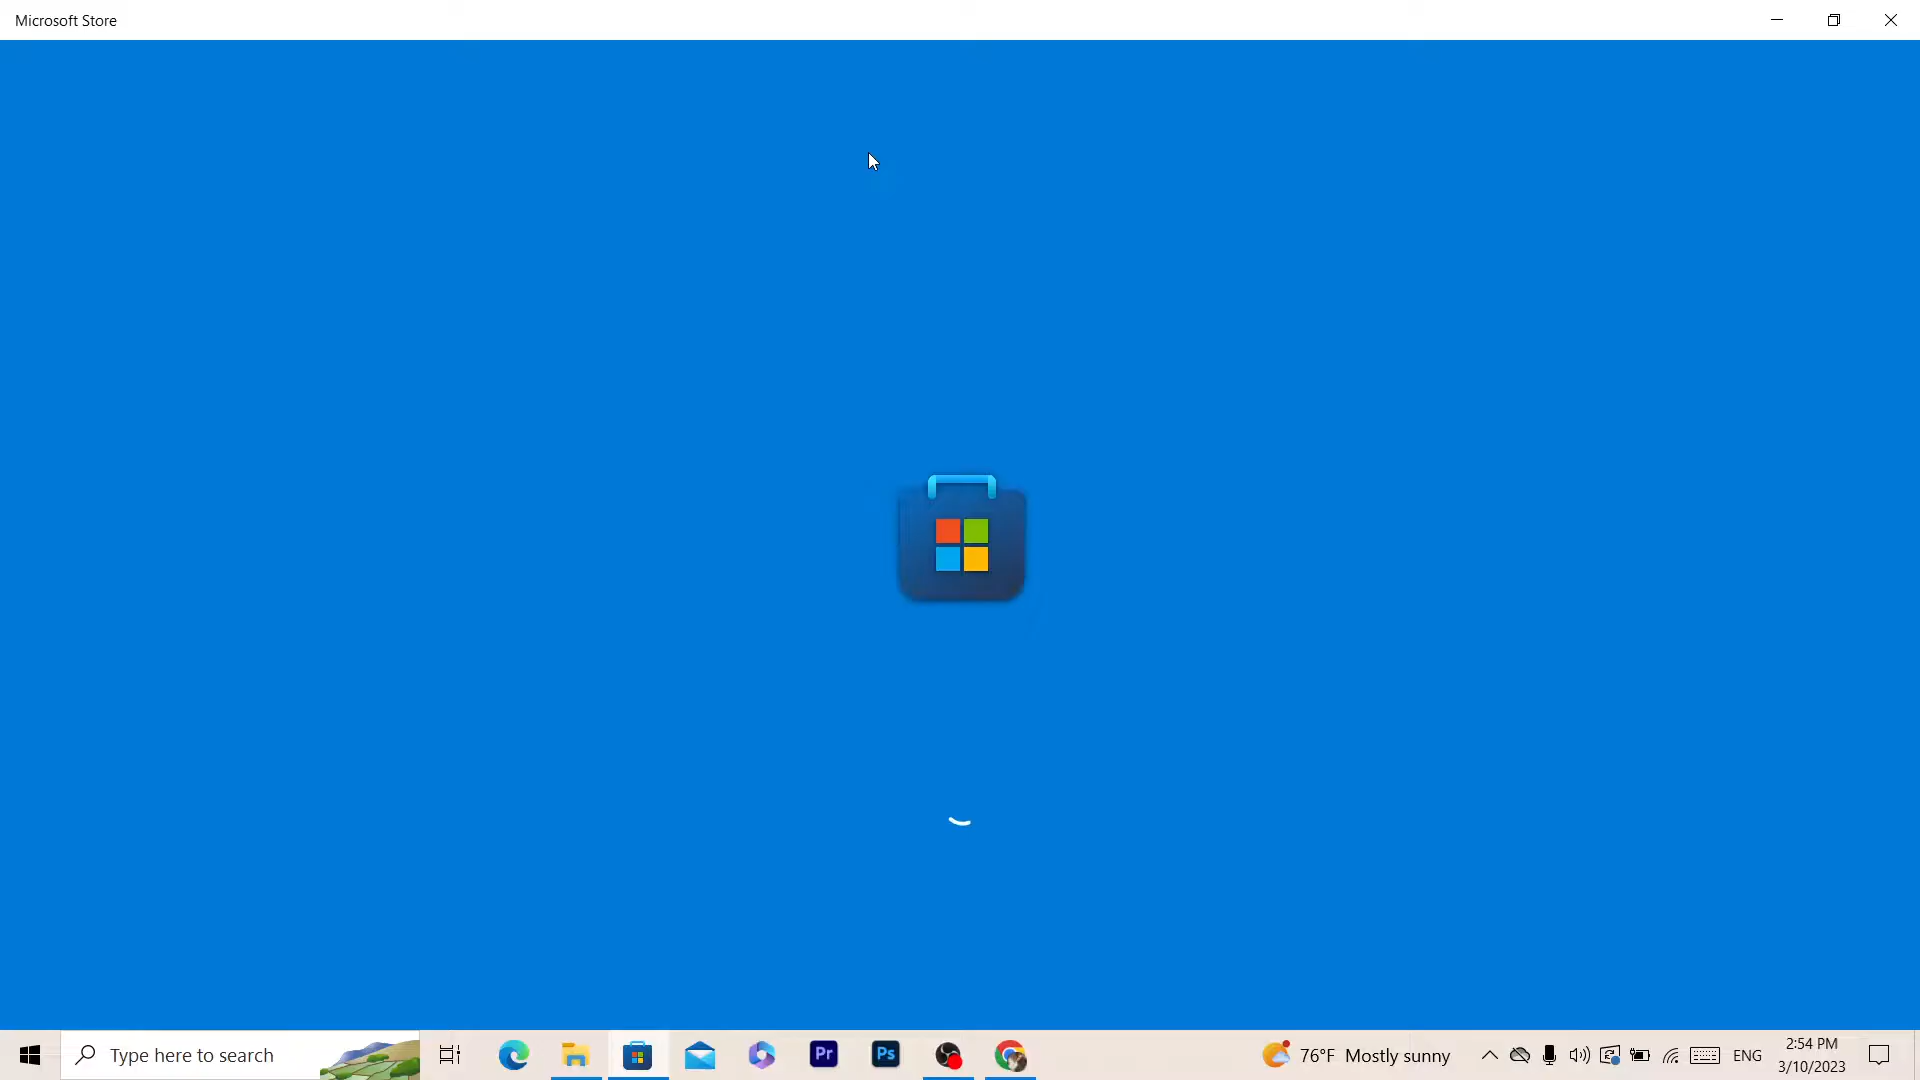 Microsoft Store
Type here to search
Pr
Ps
76°F Mostly sunny
ENG
2:54 PM
3/10/2023